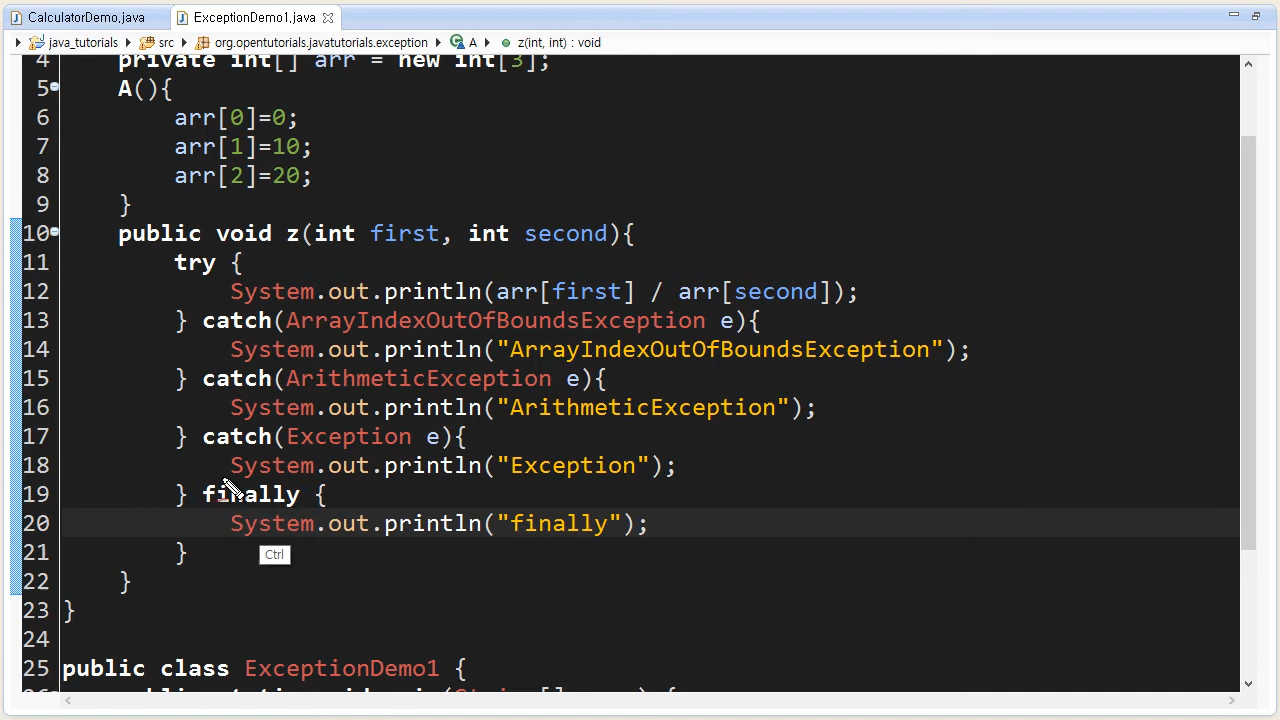 CalculatorDemo.java
ExceptionDemo1.java
java_tutorials
src
org.opentutorials.javatutorials.exception
A
z(int, int) : void
4 private int[] arr = new int[3];
5 A(){
6 arr[0]=0;
7 arr[1]=10;
8 arr[2]=20;
9 }
10 public void z(int first, int second){
11 try {
12 System.out.println(arr[first] / arr[second]);
13 } catch(ArrayIndexOutOfBoundsException e){
14 System.out.println("ArrayIndexOutOfBoundsException");
15 } catch(ArithmeticException e){
16 System.out.println("ArithmeticException");
17 } catch(Exception e){
18 System.out.println("Exception");
19 } finally {
20 System.out.println("finally");
21 }
Ctrl
22 }
23 }
24
25 public class ExceptionDemo1 {